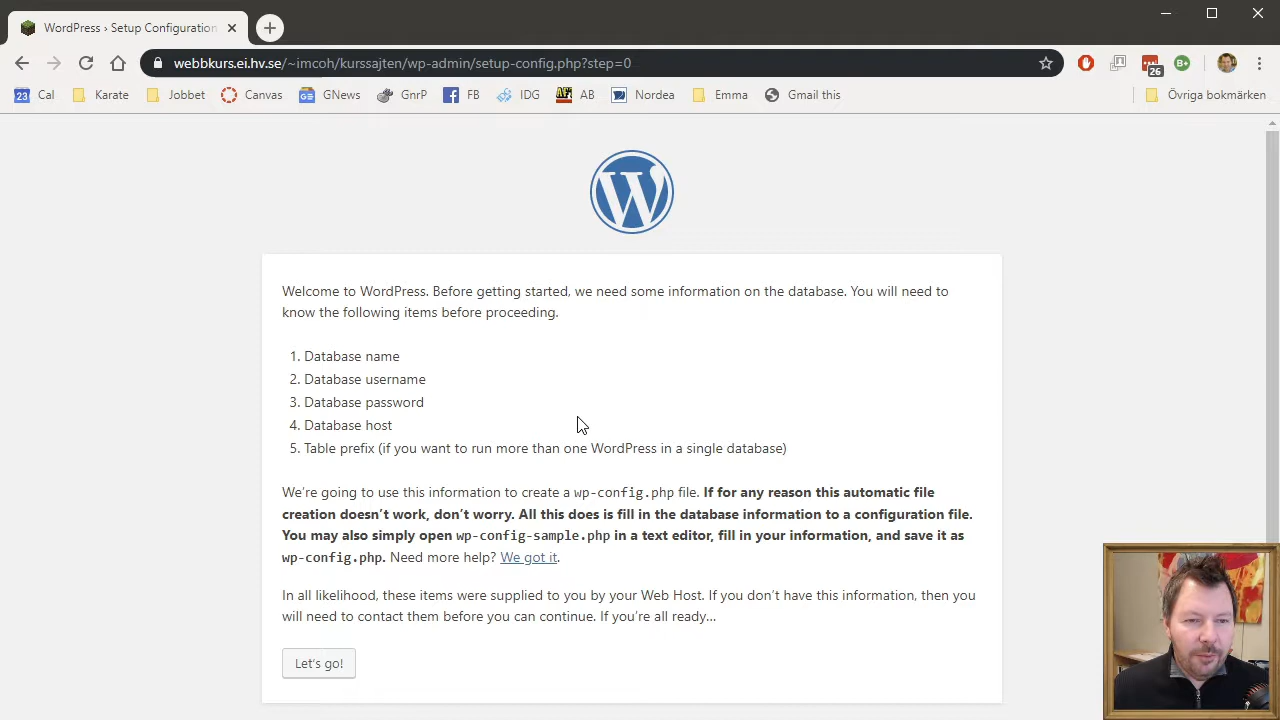 WordPress › Setup Configuration
webbkurs.ei.hv.se/~imcoh/kurssajten/wp-admin/setup-config.php?step=0
26
B+
23 Cal Karate Jobbet Canvas GNews GnrP FB IDG AB Nordea Emma Gmail this Övriga bokmärken
Welcome to WordPress. Before getting started, we need some information on the database. You will need to
know the following items before proceeding.
1. Database name
2. Database username
3. Database password
4. Database host
5. Table prefix (if you want to run more than one WordPress in a single database)
We're going to use this information to create a wp-config.php file. If for any reason this automatic file
creation doesn't work, don't worry. All this does is fill in the database information to a configuration file.
You may also simply open wp-config-sample.php in a text editor, fill in your information, and save it as
wp-config.php. Need more help? We got it.
In all likelihood, these items were supplied to you by your Web Host. If you don't have this information, then you
will need to contact them before you can continue. If you're all ready…
Let's go!